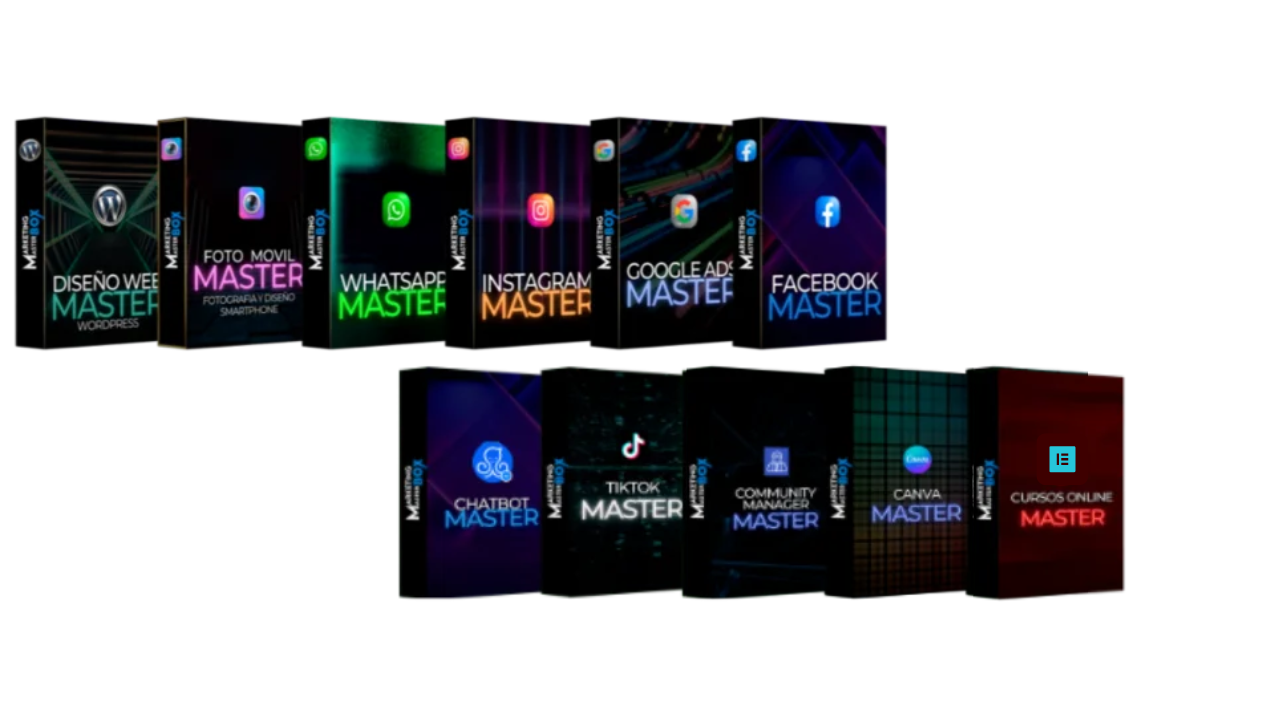 MARKETING
MASTER BOX
DISEÑO WEB
MASTER
WORDPRESS
MARKETING
MASTER BOX
FOTO MOVIL
MASTER
FOTOGRAFIA Y DISEÑO
SMARTPHONE
MARKETING
MASTER BOX
WHATSAPP
MASTER
MARKETING
MASTER BOX
INSTAGRAM
MASTER
MARKETING
MASTER BOX
GOOGLE ADS
MASTER
MARKETING
MASTER BOX
FACEBOOK
MASTER
MARKETING
MASTER BOX
CHATBOT
MASTER
MARKETING
MASTER BOX
TIKTOK
MASTER
MARKETING
MASTER BOX
COMMUNITY
MANAGER
MASTER
MARKETING
MASTER BOX
Canva
CANVA
MASTER
MARKETING
MASTER BOX
CURSOS ONLINE
MASTER